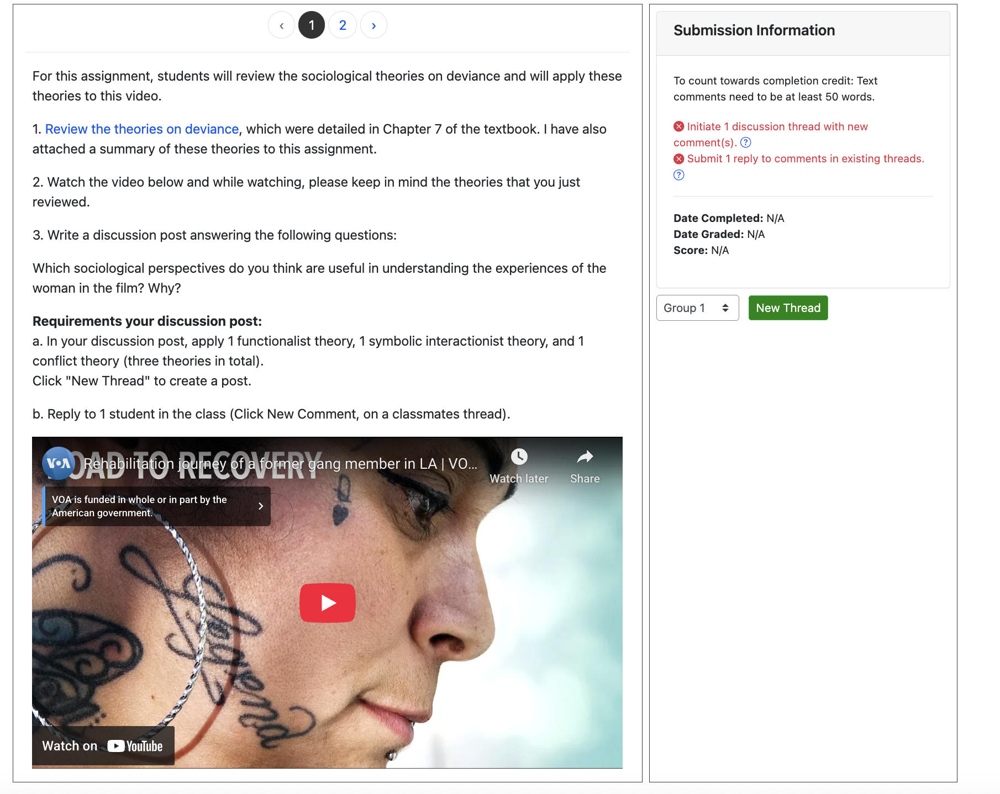 ‹ 1 2 ›
For this assignment, students will review the sociological theories on deviance and will apply these
theories to this video.
1. Review the theories on deviance, which were detailed in Chapter 7 of the textbook. I have also
attached a summary of these theories to this assignment.
2. Watch the video below and while watching, please keep in mind the theories that you just
reviewed.
3. Write a discussion post answering the following questions:
Which sociological perspectives do you think are useful in understanding the experiences of the
woman in the film? Why?
Requirements your discussion post:
a. In your discussion post, apply 1 functionalist theory, 1 symbolic interactionist theory, and 1
conflict theory (three theories in total).
Click "New Thread" to create a post.
b. Reply to 1 student in the class (Click New Comment, on a classmates thread).
VOA
ROAD TO RECOVERY
Rehabilitation journey of a former gang member in LA | VO...
Watch later
Share
VOA is funded in whole or in part by the
American government.
Legend
Watch on YouTube
Submission Information
To count towards completion credit: Text
comments need to be at least 50 words.
Initiate 1 discussion thread with new
comment(s). ?
Submit 1 reply to comments in existing threads.
?
Date Completed: N/A
Date Graded: N/A
Score: N/A
Group 1
New Thread